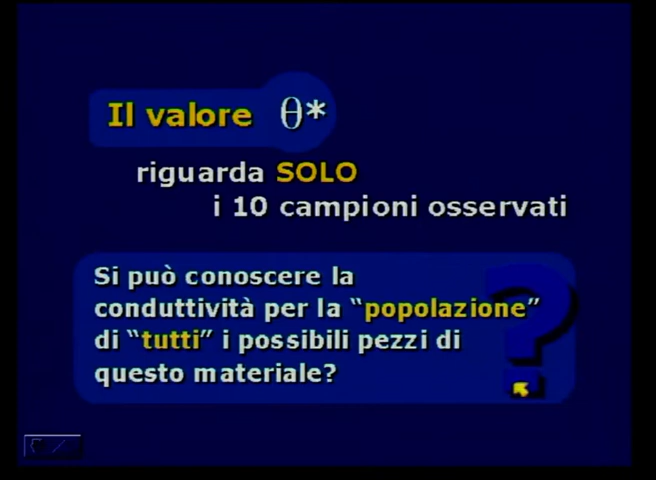 Il valore θ*
riguarda SOLO
i 10 campioni osservati
Si può conoscere la
conduttività per la “popolazione”
di “tutti” i possibili pezzi di
questo materiale?
?